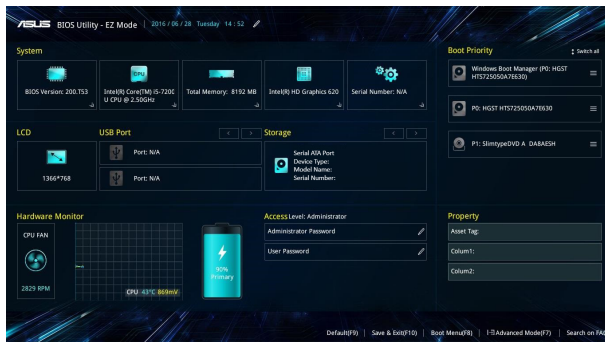 ASUS BIOS Utility - EZ Mode 2016 / 06 / 28 Tuesday 14 : 52
System
BIOS Version: 200.T53
Intel(R) Core(TM) i5-7200
U CPU @ 2.50GHz
CPU
Total Memory: 8192 MB
Intel(R) HD Graphics 620
Serial Number: N/A
Boot Priority
Switch all
Windows Boot Manager (P0: HGST
HTS725050A7E630)
P0: HGST HTS725050A7E630
P1: SlimtypeDVD A DA8AESH
LCD
1366*768
USB Port
Port: N/A
Port: N/A
Storage
Serial ATA Port
Device Type:
Model Name:
Serial Number:
Hardware Monitor
CPU FAN
2829 RPM
CPU 43°C 869mV
90%
Primary
Access Level: Administrator
Administrator Password
User Password
Property
Asset Tag:
Colum1:
Colum2:
Default(F9) | Save & Exit(F10) | Boot Menu(F8) | Advanced Mode(F7) | Search on FAQ